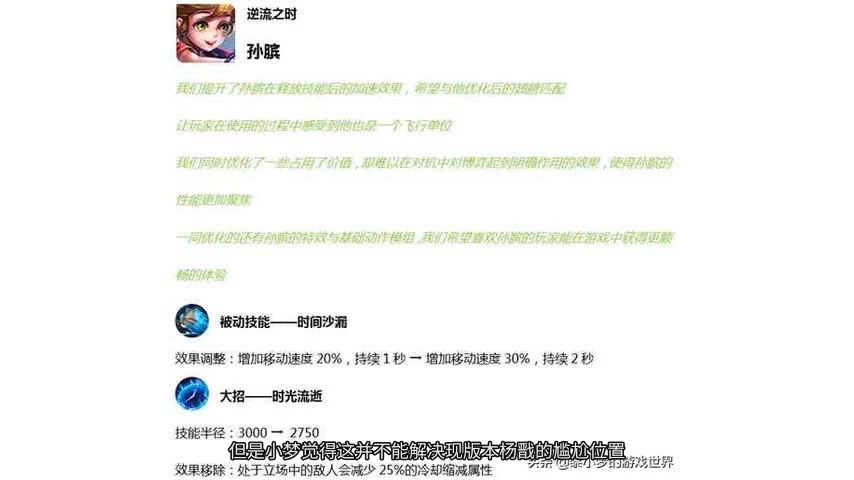 逆流之时
孙膑
我们提升了孙膑在释放技能后的加速效果，希望与他优化后的翅膀匹配
让玩家在使用的过程中感受到他也是一个飞行单位
我们同时优化了一些占用了价值，却难以在对抗中对博弈起到明确作用的效果，使得孙膑的
性能更加聚焦
一同优化的还有孙膑的特效与基础动作模组，我们希望喜欢孙膑的玩家能在游戏中获得更顺
畅的体验
被动技能——时间沙漏
效果调整：增加移动速度 20%，持续 1 秒 → 增加移动速度 30%，持续 2 秒
大招——时光流逝
技能半径：3000 → 2750
但是小梦觉得这并不能解决现版本杨戬的尴尬位置
头条 @黎小梦的游戏世界
效果移除：处于立场中的敌人会减少 25%的冷却缩减属性